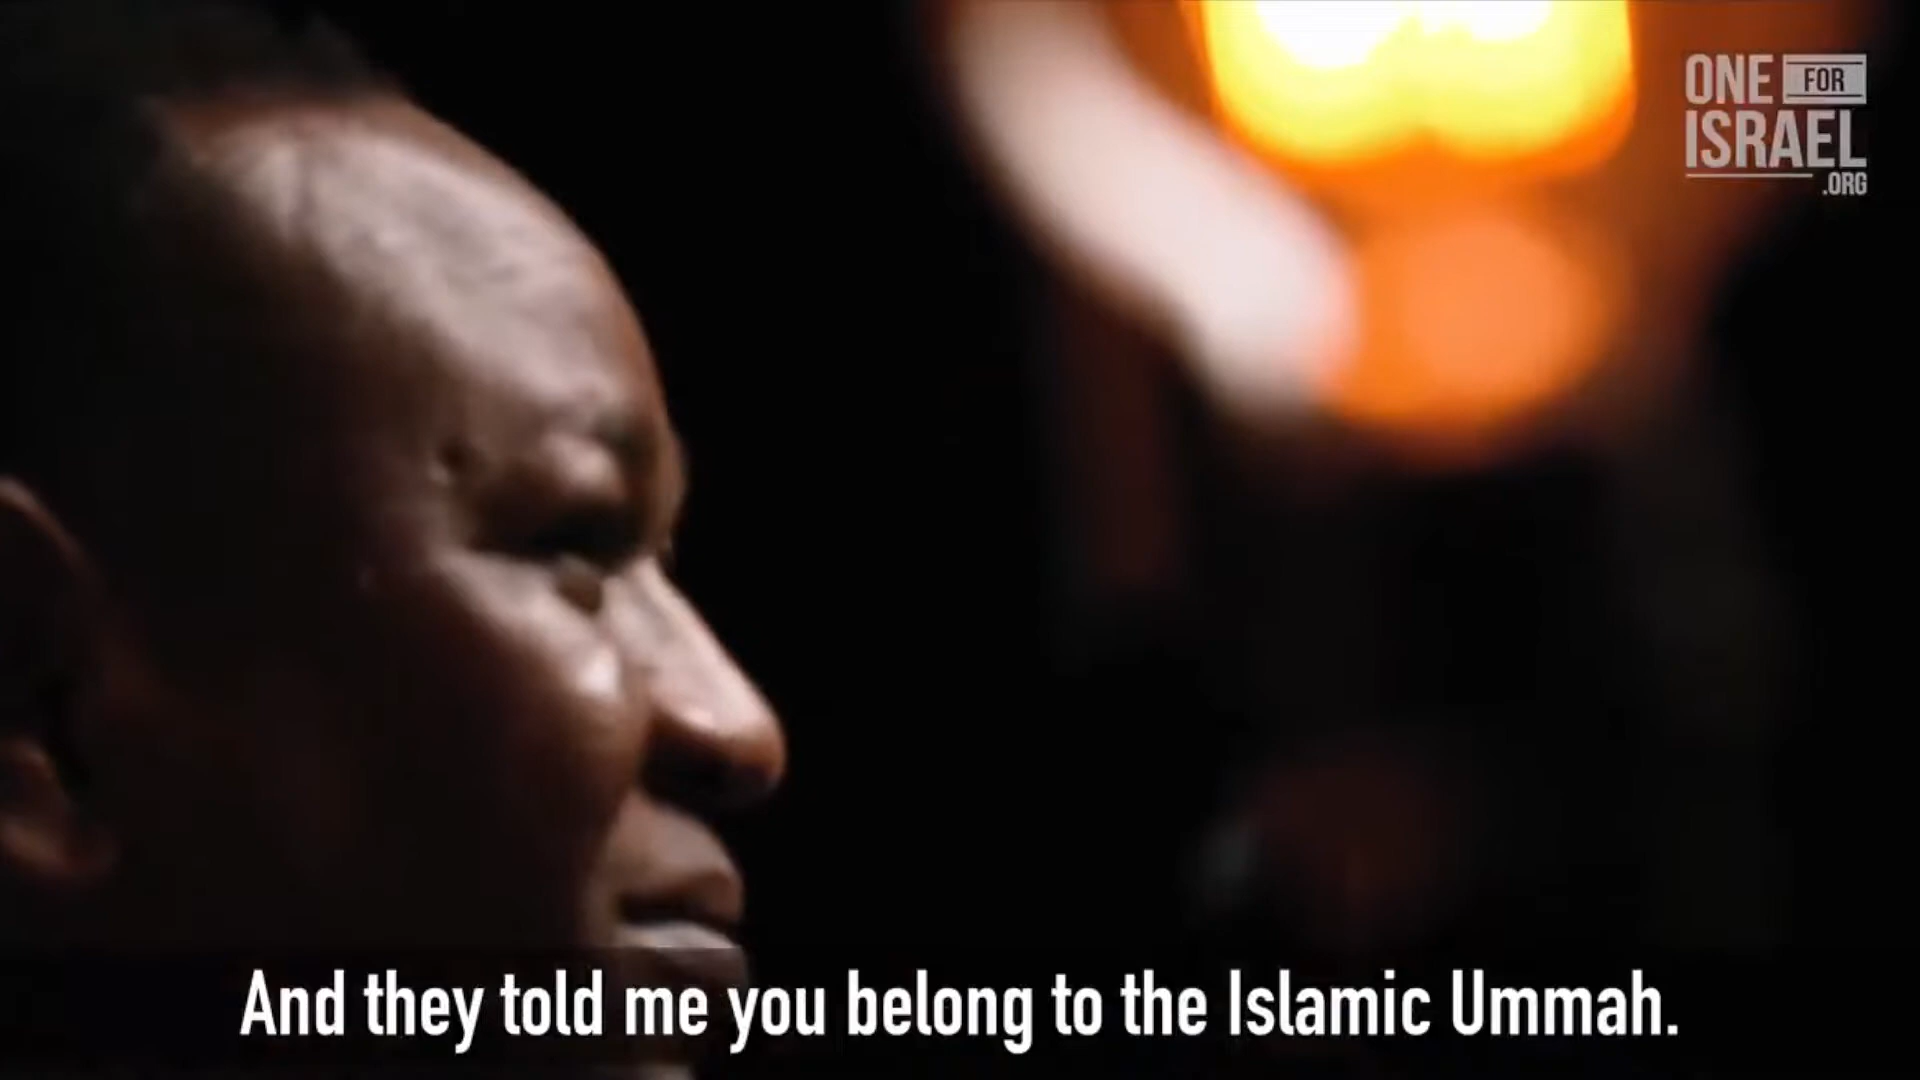 ONE FOR
ISRAEL
.ORG
And they told me you belong to the Islamic Ummah.